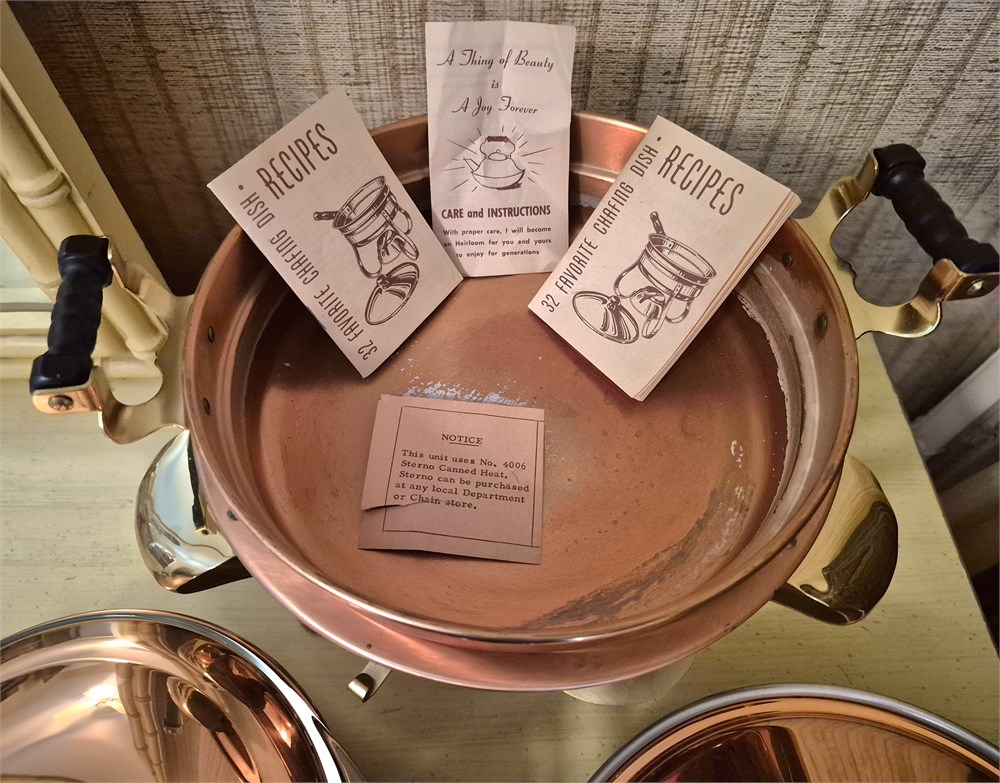 A Thing of Beauty
is
A Joy Forever
CARE and INSTRUCTIONS
With proper care, I will become
an Heirloom for you and yours
to enjoy for generations
32 FAVORITE CHAFING DISH • RECIPES
32 FAVORITE CHAFING DISH • RECIPES
NOTICE
This unit uses No. 4006
Sterno Canned Heat.
Sterno can be purchased
at any local Department
or Chain store.